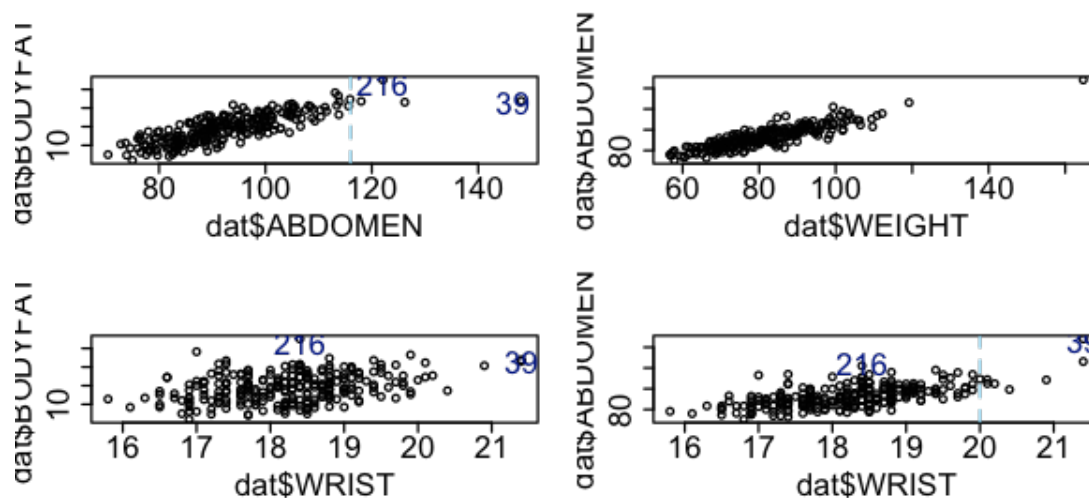 dat$BODYFAT
10
216
39
80 100 120 140
dat$ABDOMEN
dat$ABDOMEN
80
60 80 100 140
dat$WEIGHT
dat$BODYFAT
10
216
39
16 17 18 19 20 21
dat$WRIST
dat$ABDOMEN
80
216
39
16 17 18 19 20 21
dat$WRIST